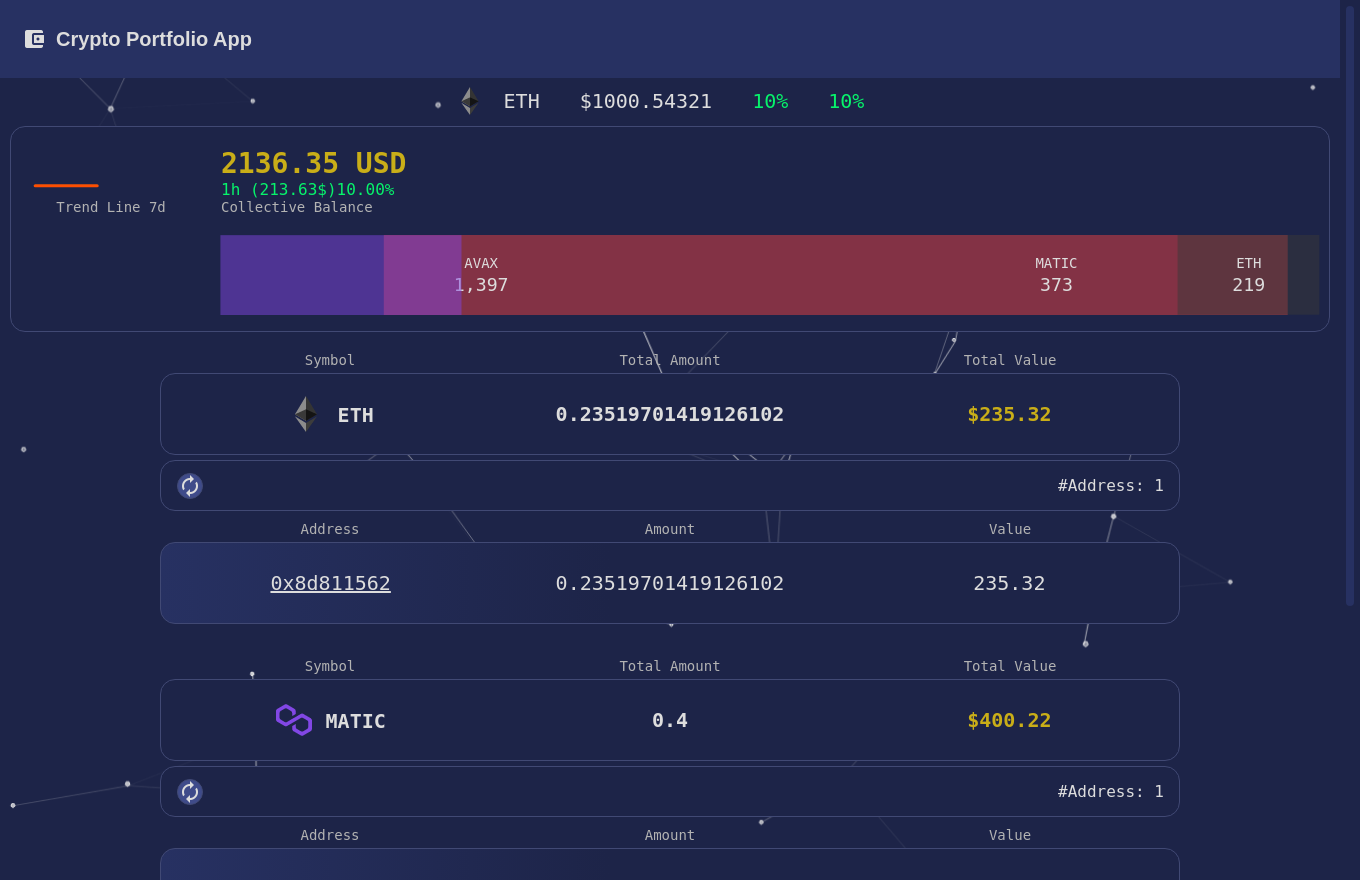 Crypto Portfolio App
ETH $1000.54321 10% 10%
2136.35 USD
1h (213.63$)10.00%
Trend Line 7d
Collective Balance
AVAX MATIC ETH
1,397 373 219
Symbol Total Amount Total Value
ETH 0.23519701419126102 $235.32
#Address: 1
Address Amount Value
0x8d811562 0.23519701419126102 235.32
Symbol Total Amount Total Value
MATIC 0.4 $400.22
#Address: 1
Address Amount Value